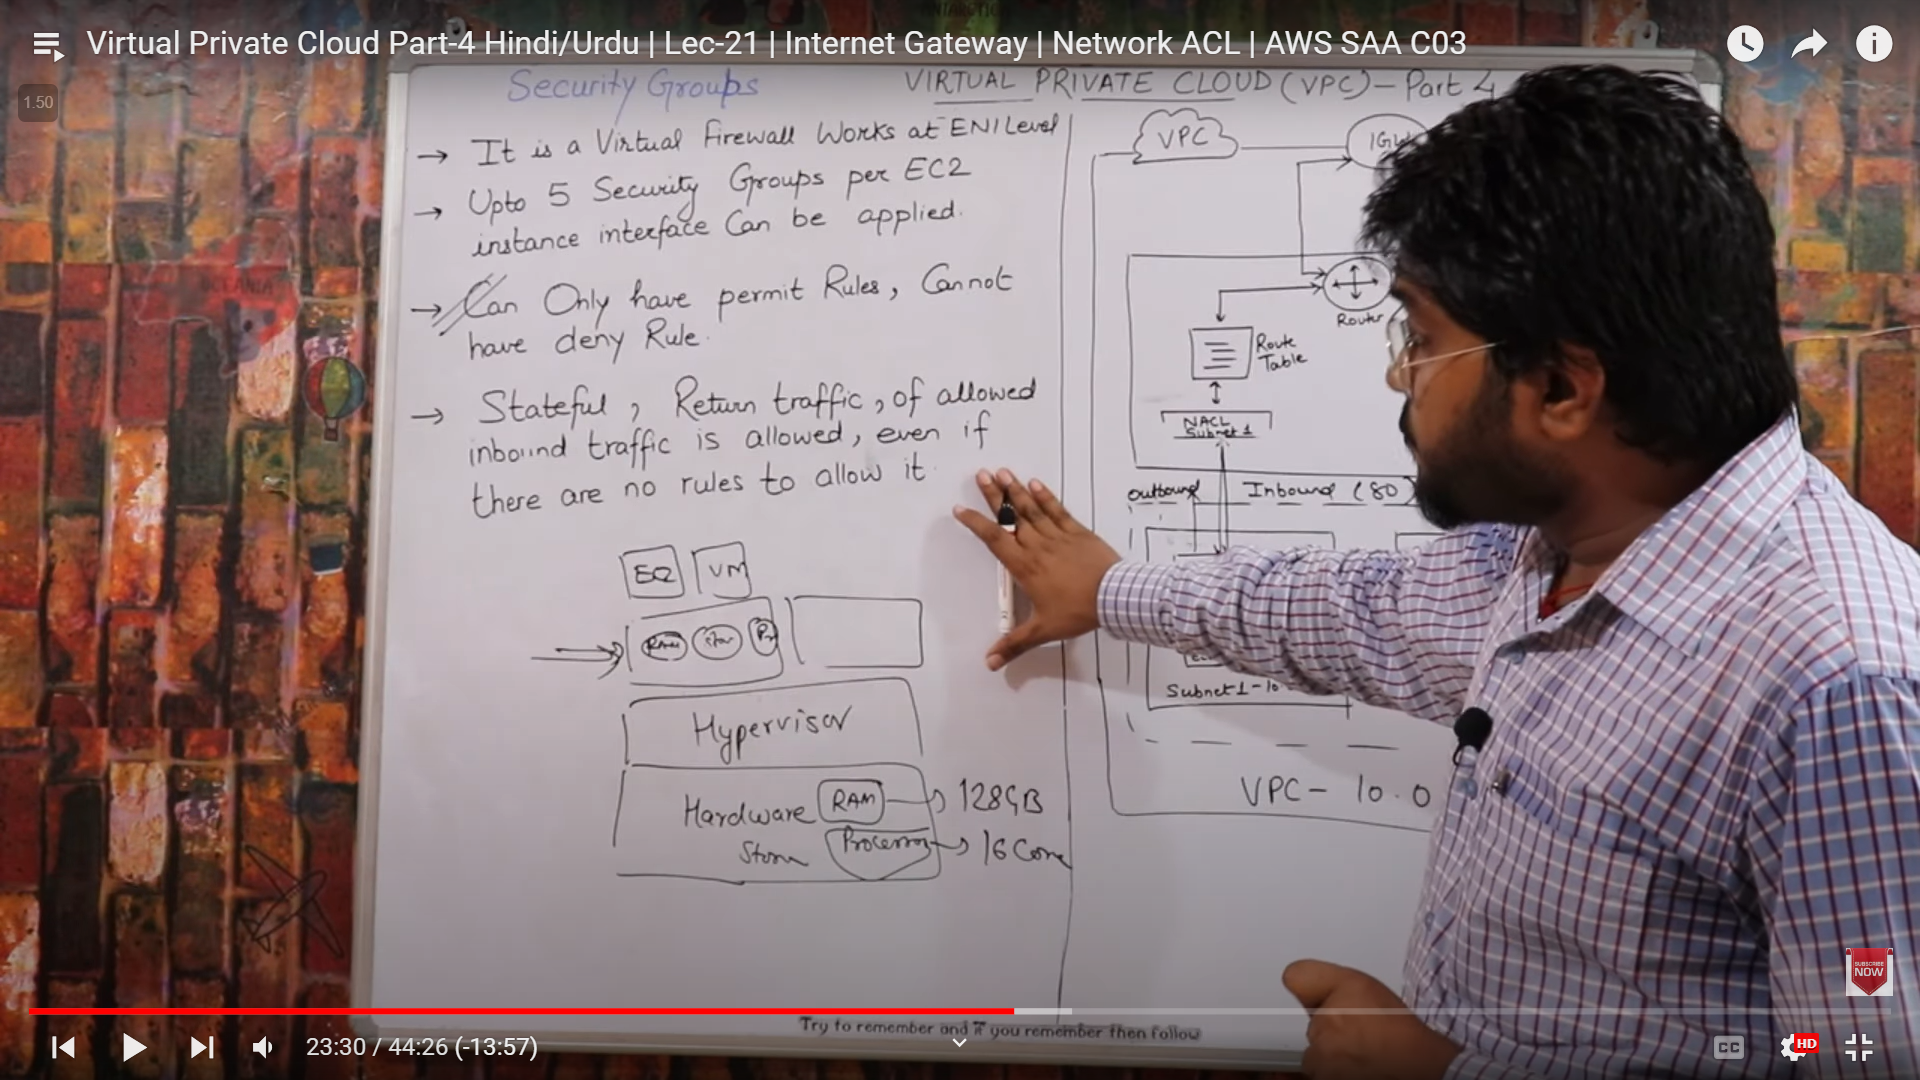 Virtual Private Cloud Part-4 Hindi/Urdu | Lec-21 | Internet Gateway | Network ACL | AWS SAA C03
1.50
Security Groups
→ It is a Virtual Firewall Works at ENI Level
→ Upto 5 Security Groups per EC2
instance interface Can be applied.
→ Can Only have permit Rules, Cannot
have deny Rule.
→ Stateful, Return traffic, of allowed
inbound traffic is allowed, even if
there are no rules to allow it.
EC2 VM
RAM
Hypervisor
Hardware RAM 128GB
Processor 16 Core
VIRTUAL PRIVATE CLOUD (VPC) - Part 4
VPC
Router
Route
Table
NACL
Subnet 1
outbound Inbound (80)
Subnet 1 - 10
VPC - 10.0
OCEANIA
Try to remember and if you remember then follow
SUBSCRIBE
NOW
23:30 / 44:26 (-13:57)
CC
HD